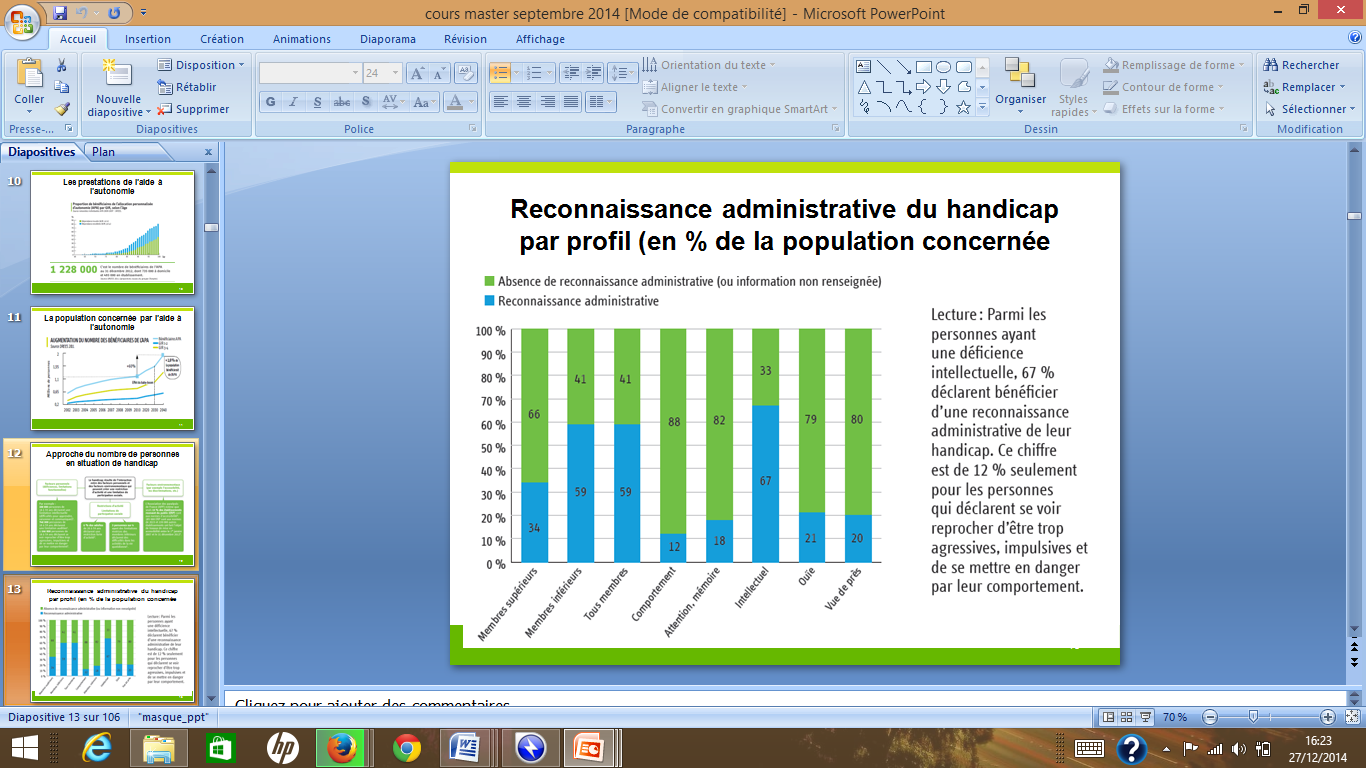 cours master septembre 2014 [Mode de compatibilité] - Microsoft PowerPoint
Accueil Insertion Création Animations Diaporama Révision Affichage
Coller
Nouvelle diapositive
Disposition
Rétablir
Supprimer
24
G I S abc S AV Aa A
Orientation du texte
Aligner le texte
Convertir en graphique SmartArt
Organiser
Styles rapides
Remplissage de forme
Contour de forme
Effets sur la forme
Rechercher
Remplacer
Sélectionner
Presse-... Diapositives Police Paragraphe Dessin Modification
Diapositives Plan x
10
Les prestations de l'aide à
l'autonomie
1 228 000
11
La population concernée par l'aide à
l'autonomie
AUGMENTATION DU NOMBRE DES BÉNÉFICIAIRES DE L'APA
12
Approche du nombre de personnes
en situation de handicap
13
Reconnaissance administrative du handicap
par profil (en % de la population concernée
Reconnaissance administrative du handicap
par profil (en % de la population concernée
Absence de reconnaissance administrative (ou information non renseignée)
Reconnaissance administrative
100 %
90 %
80 %
70 %
60 %
50 %
40 %
30 %
20 %
10 %
0 %
66 41 41 88 82 33 79 80
34 59 59 12 18 67 21 20
Membres supérieurs
Membres inférieurs
Tous membres
Comportement
Attention, mémoire
Intellectuel
Ouïe
Vue de près
Lecture : Parmi les
personnes ayant
une déficience
intellectuelle, 67 %
déclarent bénéficier
d'une reconnaissance
administrative de leur
handicap. Ce chiffre
est de 12 % seulement
pour les personnes
qui déclarent se voir
reprocher d'être trop
agressives, impulsives et
de se mettre en danger
par leur comportement.
Cliquez pour ajouter des commentaires
Diapositive 13 sur 106 "masque_ppt" 70 %
16:23
27/12/2014